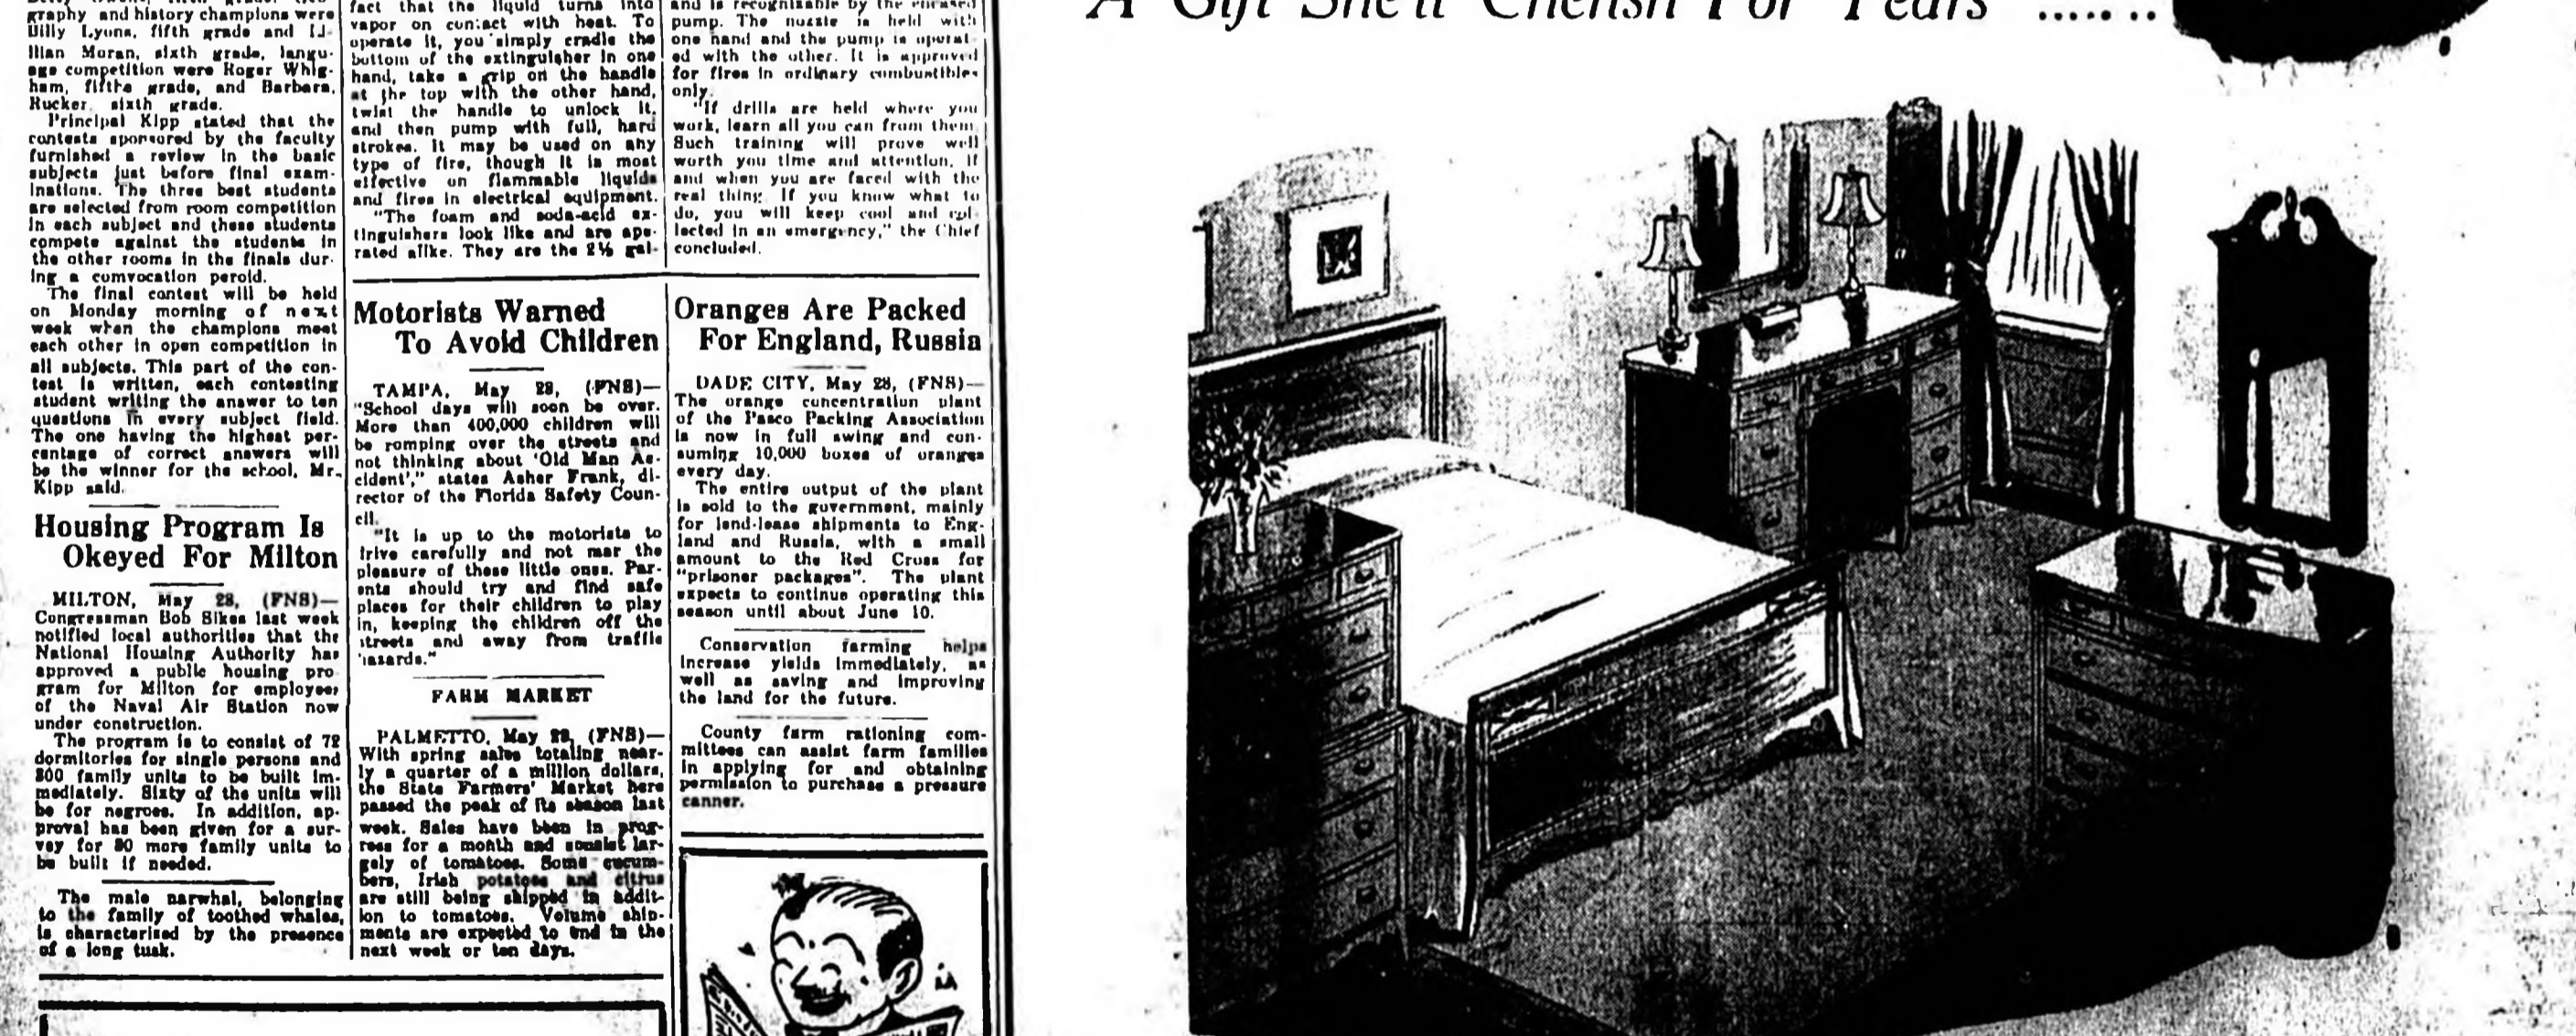 graphy and history champions were
Billy Lyons, fifth grade and Li-
llian Moran, sixth grade, langu-
age competition were Roger Whig-
ham, fifths grade, and Barbara,
Rucker sixth grade.
Principal Kipp stated that the
contests sponsored by the faculty
furnished a review in the basic
subjects just before final exam-
inations. The three best students
are selected from room competition
in each subject and these students
compete against the students in
the other rooms in the finals dur-
ing a comvocation peroid.
The final contest will be held
on Monday morning of next
week when the champions meet
each other in open competition in
all subjects. This part of the con-
test is written, each contesting
student writing the answer to ten
questions in every subject field.
The one having the highest per-
centage of correct answers will
be the winner for the school, Mr.
Kipp said.
Housing Program Is
Okeyed For Milton
MILTON, May 28, (FNS)—
Congressman Bob Sikes last week
notified local authorities that the
National Housing Authority has
approved a public housing pro
gram for Milton for employees
of the Naval Air Station now
under construction.
The program is to consist of 72
dormitories for single persons and
800 family units to be built im-
mediately. Sixty of the units will
be for negroes. In addition, ap-
proval has been given for a sur-
vey for 80 more family units to
be built if needed.
The male narwhal, belonging
to the family of toothed whales,
is characterized by the presence
of a long tusk.
fact that the liquid turns into
vapor on contact with heat. To
operate it, you simply cradle the
bottom of the extinguisher in one
hand, take a grip on the handle
at the top with the other hand,
twist the handle to unlock it,
and then pump with full, hard
strokes. It may be used on any
type of fire, though it is most
effective on flammable liquids
and fires in electrical equipment.
"The foam and soda-acid ex-
tinguishers look like and are ope-
rated alike. They are the 2½ gal-
Motorists Warned
To Avoid Children
TAMPA, May 28, (FNS)—
"School days will soon be over.
More than 400,000 children will
be romping over the streets and
not thinking about 'Old Man Ac-
cident'," states Asher Frank, di-
rector of the Florida Safety Coun-
cil.
"It is up to the motorists to
drive carefully and not mar the
pleasure of these little ones. Par-
ents should try and find safe
places for their children to play
in, keeping the children off the
streets and away from traffic
hazards."
FARM MARKET
PALMETTO, May 28, (FNS)—
With spring sales totaling near-
ly a quarter of a million dollars,
the State Farmers' Market here
passed the peak of its season last
week. Sales have been in prog-
ress for a month and consist lar-
gely of tomatoes. Some cucum-
bers, Irish potatoes and citrus
are still being shipped in addit-
ion to tomatoes. Volume ship-
ments are expected to end in the
next week or ten days.
and is recognizable by the encased
pump. The nozzle is held with
one hand and the pump is operat-
ed with the other. It is approved
for fires in ordinary combustibles
only.
"If drills are held where you
work, learn all you can from them
Such training will prove well
worth you time and attention, if
and when you are faced with the
real thing. If you know what to
do, you will keep cool and col-
lected in an emergency," the Chief
concluded.
Oranges Are Packed
For England, Russia
DADE CITY, May 28, (FNS)—
The orange concentration plant
of the Pasco Packing Association
is now in full swing and con-
suming 10,000 boxes of oranges
every day.
The entire output of the plant
is sold to the government, mainly
for lend-lease shipments to Eng-
land and Russia, with a small
amount to the Red Cross for
"prisoner packages". The plant
expects to continue operating this
season until about June 10.
Conservation farming helps
increase yields immediately, as
well as saving and improving
the land for the future.
County farm rationing com-
mittees can assist farm families
in applying for and obtaining
permission to purchase a pressure
canner.
A Gift She'll Cherish For Years ........